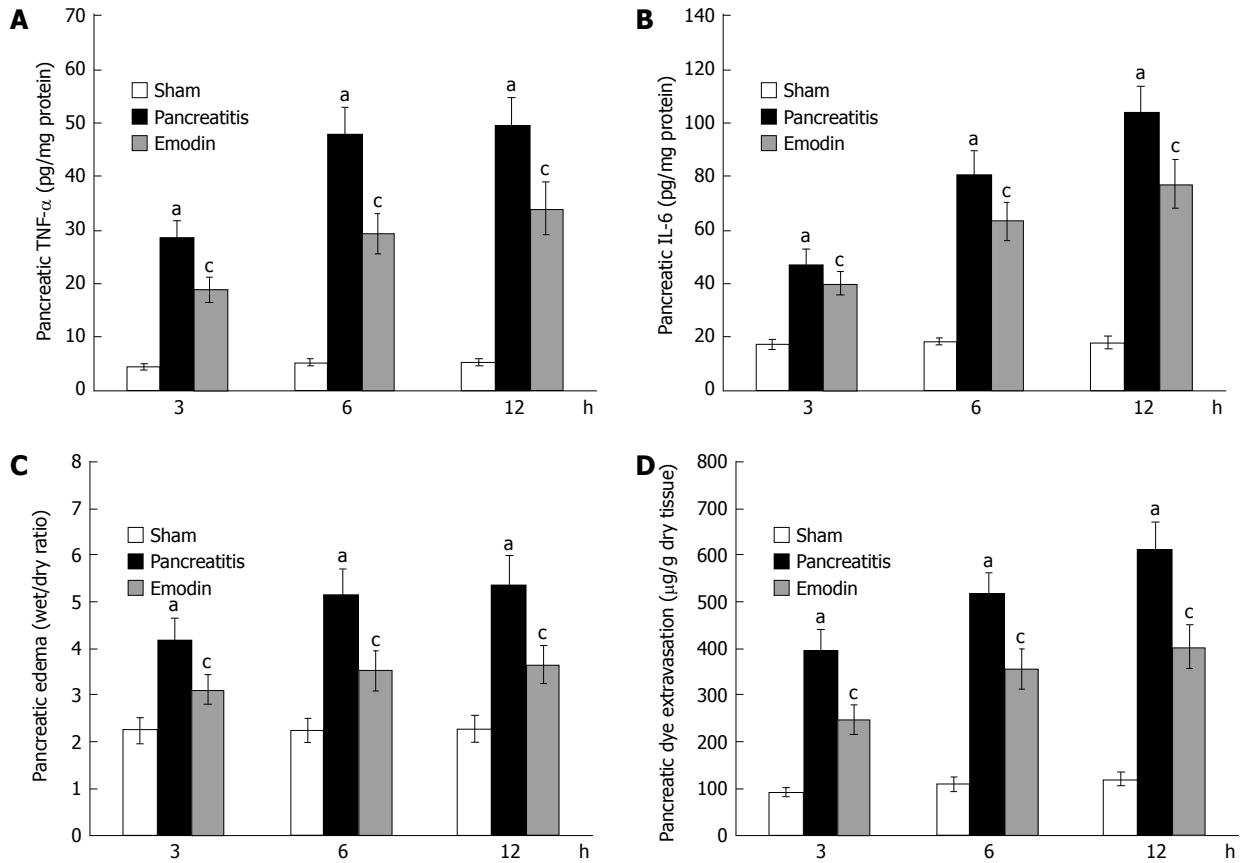 A
Pancreatic TNF-α (pg/mg protein)
70
60
50
40
30
20
10
0
Sham
Pancreatitis
Emodin
a
c
a
c
a
c
3 6 12 h
B
Pancreatic IL-6 (pg/mg protein)
140
120
100
80
60
40
20
0
Sham
Pancreatitis
Emodin
a
c
a
c
a
c
3 6 12 h
C
Pancreatic edema (wet/dry ratio)
8
7
6
5
4
3
2
1
0
Sham
Pancreatitis
Emodin
a
c
a
c
a
c
3 6 12 h
D
Pancreatic dye extravasation (μg/g dry tissue)
800
700
600
500
400
300
200
100
0
Sham
Pancreatitis
Emodin
a
c
a
c
a
c
3 6 12 h